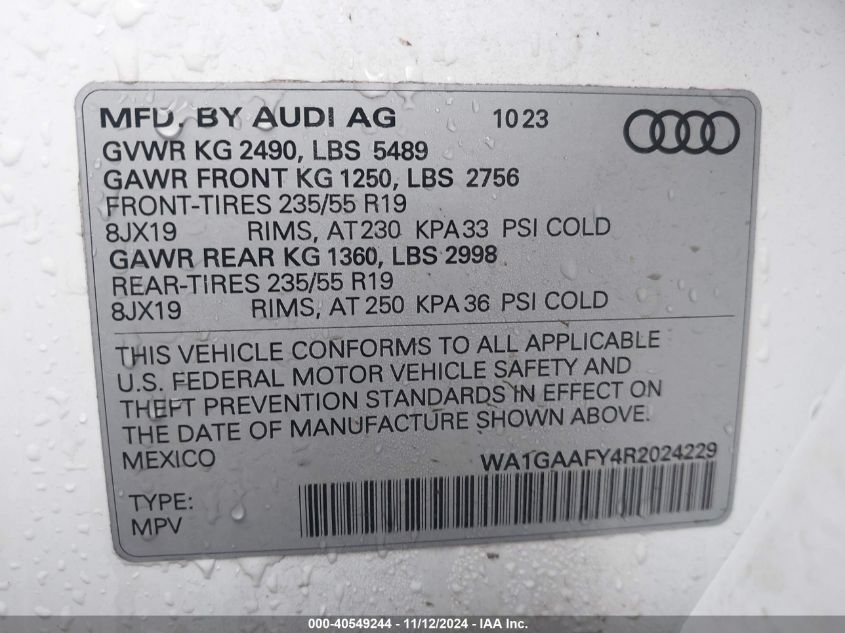 MFD. BY AUDI AG 1023
GVWR KG 2490, LBS 5489
GAWR FRONT KG 1250, LBS 2756
FRONT-TIRES 235/55 R19
8JX19 RIMS, AT 230 KPA 33 PSI COLD
GAWR REAR KG 1360, LBS 2998
REAR-TIRES 235/55 R19
8JX19 RIMS, AT 250 KPA 36 PSI COLD
THIS VEHICLE CONFORMS TO ALL APPLICABLE
U.S. FEDERAL MOTOR VEHICLE SAFETY AND
THEFT PREVENTION STANDARDS IN EFFECT ON
THE DATE OF MANUFACTURE SHOWN ABOVE.
MEXICO WA1GAAFY4R2024229
TYPE:
MPV
000-40549244 - 11/12/2024 - IAA Inc.